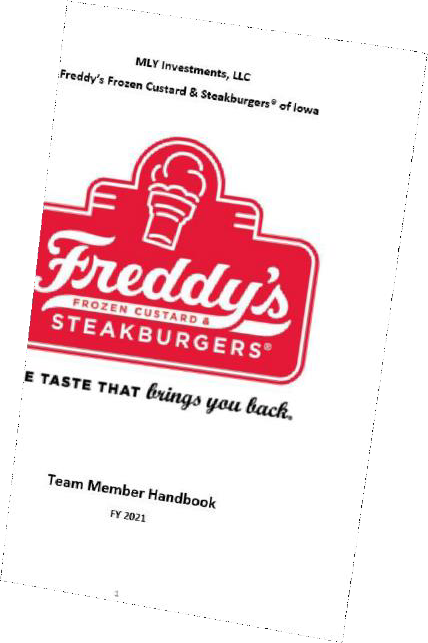 MLY Investments, LLC
Freddy's Frozen Custard & Steakburgers® of Iowa
Freddy's
FROZEN CUSTARD &
STEAKBURGERS®
E TASTE THAT brings you back.
Team Member Handbook
FY 2021
1